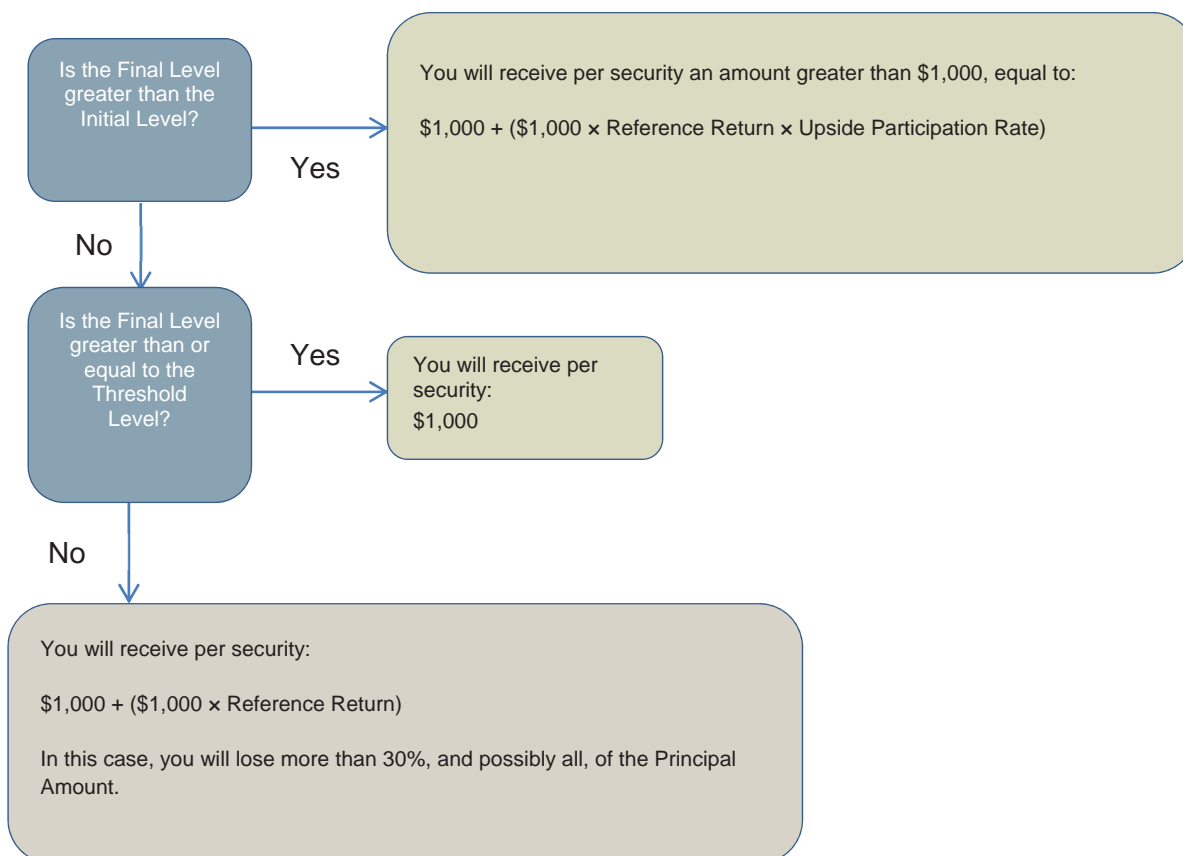 Is the Final Level
greater than the
Initial Level?
You will receive per security an amount greater than $1,000, equal to:
$1,000 + ($1,000 × Reference Return × Upside Participation Rate)
Yes
No
Is the Final Level
greater than or
equal to the
Threshold
Level?
Yes
You will receive per
security:
$1,000
No
You will receive per security:
$1,000 + ($1,000 × Reference Return)
In this case, you will lose more than 30%, and possibly all, of the Principal
Amount.